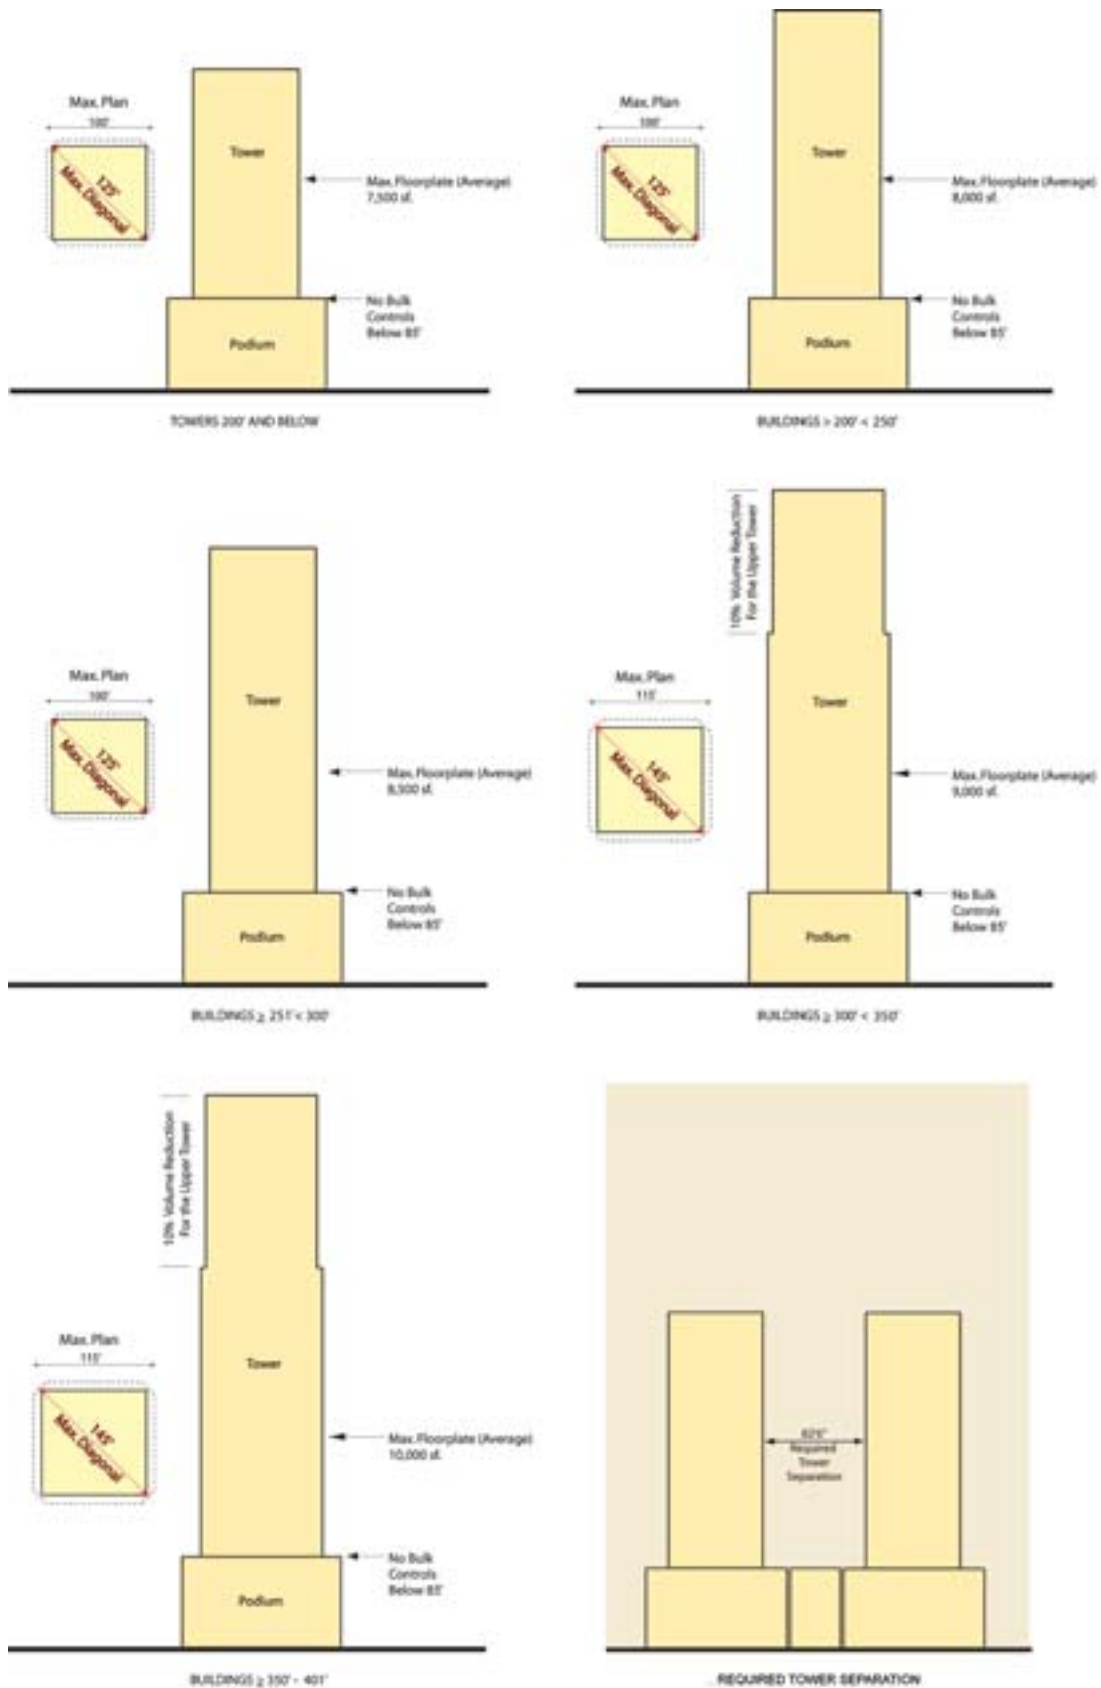 Max. Plan
100'
125'
Max. Diagonal
Tower
Max. Floorplate (Average)
7,500 sf.
No Bulk
Controls
Below 85'
Podium
TOWERS 200' AND BELOW
Max. Plan
100'
125'
Max. Diagonal
Tower
Max. Floorplate (Average)
8,000 sf.
No Bulk
Controls
Below 85'
Podium
BUILDINGS > 200' < 250'
Max. Plan
100'
125'
Max. Diagonal
Tower
Max. Floorplate (Average)
8,500 sf.
No Bulk
Controls
Below 85'
Podium
BUILDINGS ≥ 251' < 300'
10% Volume Reduction
For the Upper Tower
Max. Plan
115'
145'
Max. Diagonal
Tower
Max. Floorplate (Average)
9,000 sf.
No Bulk
Controls
Below 85'
Podium
BUILDINGS ≥ 300' < 350'
10% Volume Reduction
For the Upper Tower
Max. Plan
115'
145'
Max. Diagonal
Tower
Max. Floorplate (Average)
10,000 sf.
No Bulk
Controls
Below 85'
Podium
BUILDINGS ≥ 350' - 401'
82'6"
Required
Tower
Separation
REQUIRED TOWER SEPARATION